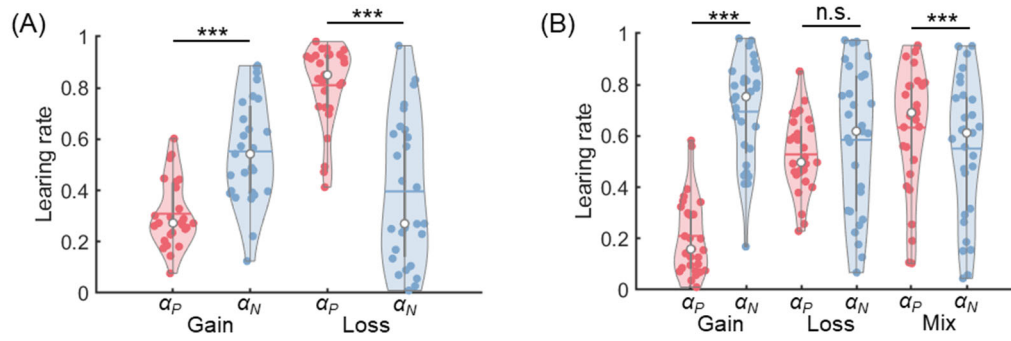 (A)
***
***
Learing rate
1
0.8
0.6
0.4
0.2
0
αP
αN
αP
αN
Gain
Loss
(B)
***
n.s.
***
Learing rate
1
0.8
0.6
0.4
0.2
0
αP
αN
αP
αN
αP
αN
Gain
Loss
Mix